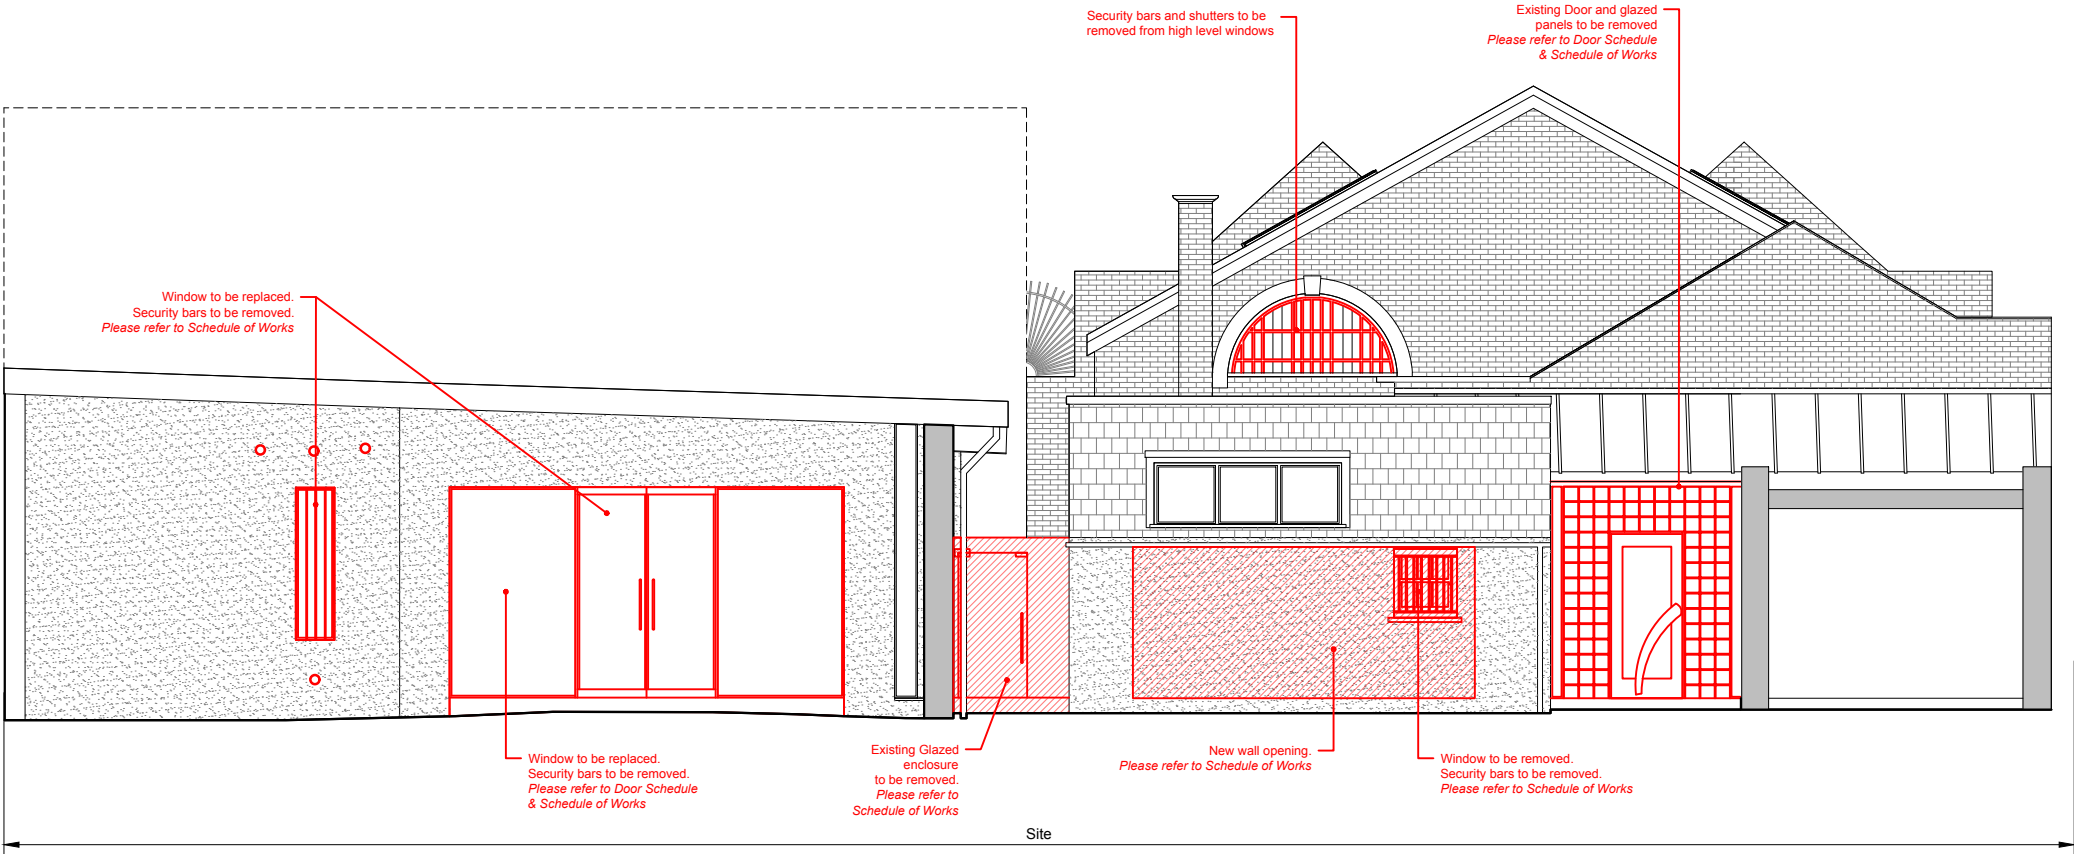 Security bars and shutters to be
removed from high level windows
Existing Door and glazed
panels to be removed
Please refer to Door Schedule
& Schedule of Works
Window to be replaced.
Security bars to be removed.
Please refer to Schedule of Works
Window to be replaced.
Security bars to be removed.
Please refer to Door Schedule
& Schedule of Works
Existing Glazed
enclosure
to be removed.
Please refer to
Schedule of Works
New wall opening.
Please refer to Schedule of Works
Window to be removed.
Security bars to be removed.
Please refer to Schedule of Works
Site